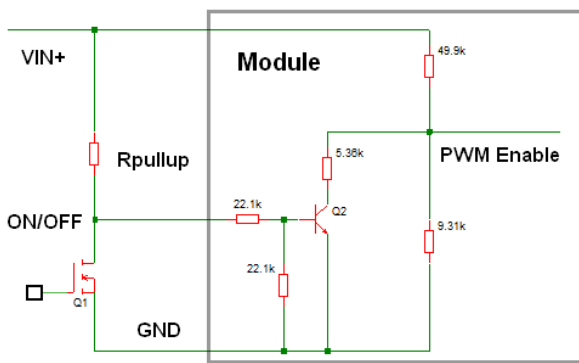 VIN+
Module
49.9k
Rpullup
5.36k
PWM Enable
ON/OFF
22.1k
Q2
9.31k
22.1k
Q1
GND